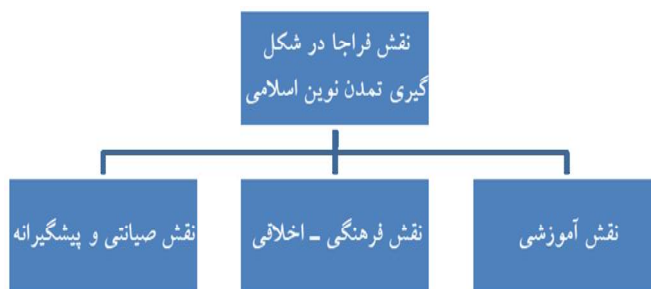 نقش فراجا در شکل
گیری تمدن نوین اسلامی
نقش آموزشی
نقش فرهنگی ـ اخلاقی
نقش صیانتی و پیشگیرانه